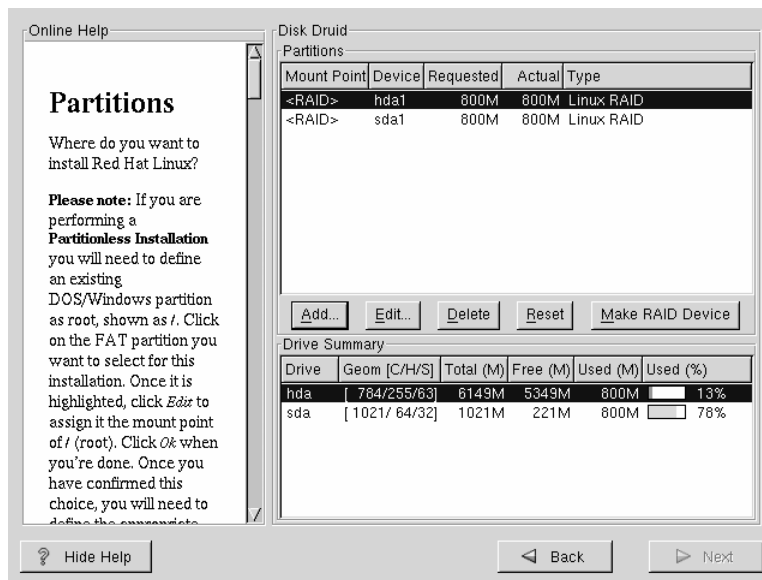 Online Help
Partitions
Where do you want to
install Red Hat Linux?
Please note: If you are
performing a
Partitionless Installation
you will need to define
an existing
DOS/Windows partition
as root, shown as /. Click
on the FAT partition you
want to select for this
installation. Once it is
highlighted, click Edit to
assign it the mount point
of / (root). Click Ok when
you're done. Once you
have confirmed this
choice, you will need to
define the appropriate
Disk Druid
Partitions
Mount Point Device Requested Actual Type
<RAID> hda1 800M 800M Linux RAID
<RAID> sda1 800M 800M Linux RAID
Add... Edit... Delete Reset Make RAID Device
Drive Summary
Drive Geom [C/H/S] Total (M) Free (M) Used (M) Used (%)
hda [ 784/255/63] 6149M 5349M 800M 13%
sda [ 1021/ 64/32] 1021M 221M 800M 78%
Hide Help Back Next